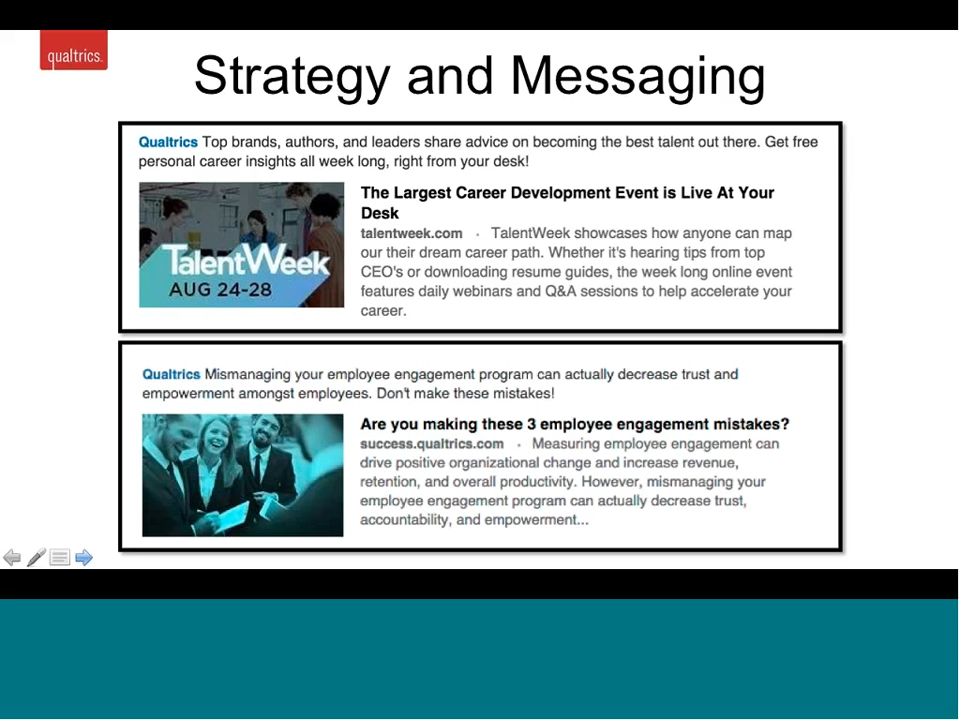 qualtrics.
Strategy and Messaging
Qualtrics Top brands, authors, and leaders share advice on becoming the best talent out there. Get free
personal career insights all week long, right from your desk!
The Largest Career Development Event is Live At Your
Desk
talentweek.com · TalentWeek showcases how anyone can map
our their dream career path. Whether it's hearing tips from top
CEO's or downloading resume guides, the week long online event
features daily webinars and Q&A sessions to help accelerate your
career.
TalentWeek
AUG 24-28
Qualtrics Mismanaging your employee engagement program can actually decrease trust and
empowerment amongst employees. Don't make these mistakes!
Are you making these 3 employee engagement mistakes?
success.qualtrics.com · Measuring employee engagement can
drive positive organizational change and increase revenue,
retention, and overall productivity. However, mismanaging your
employee engagement program can actually decrease trust,
accountability, and empowerment...